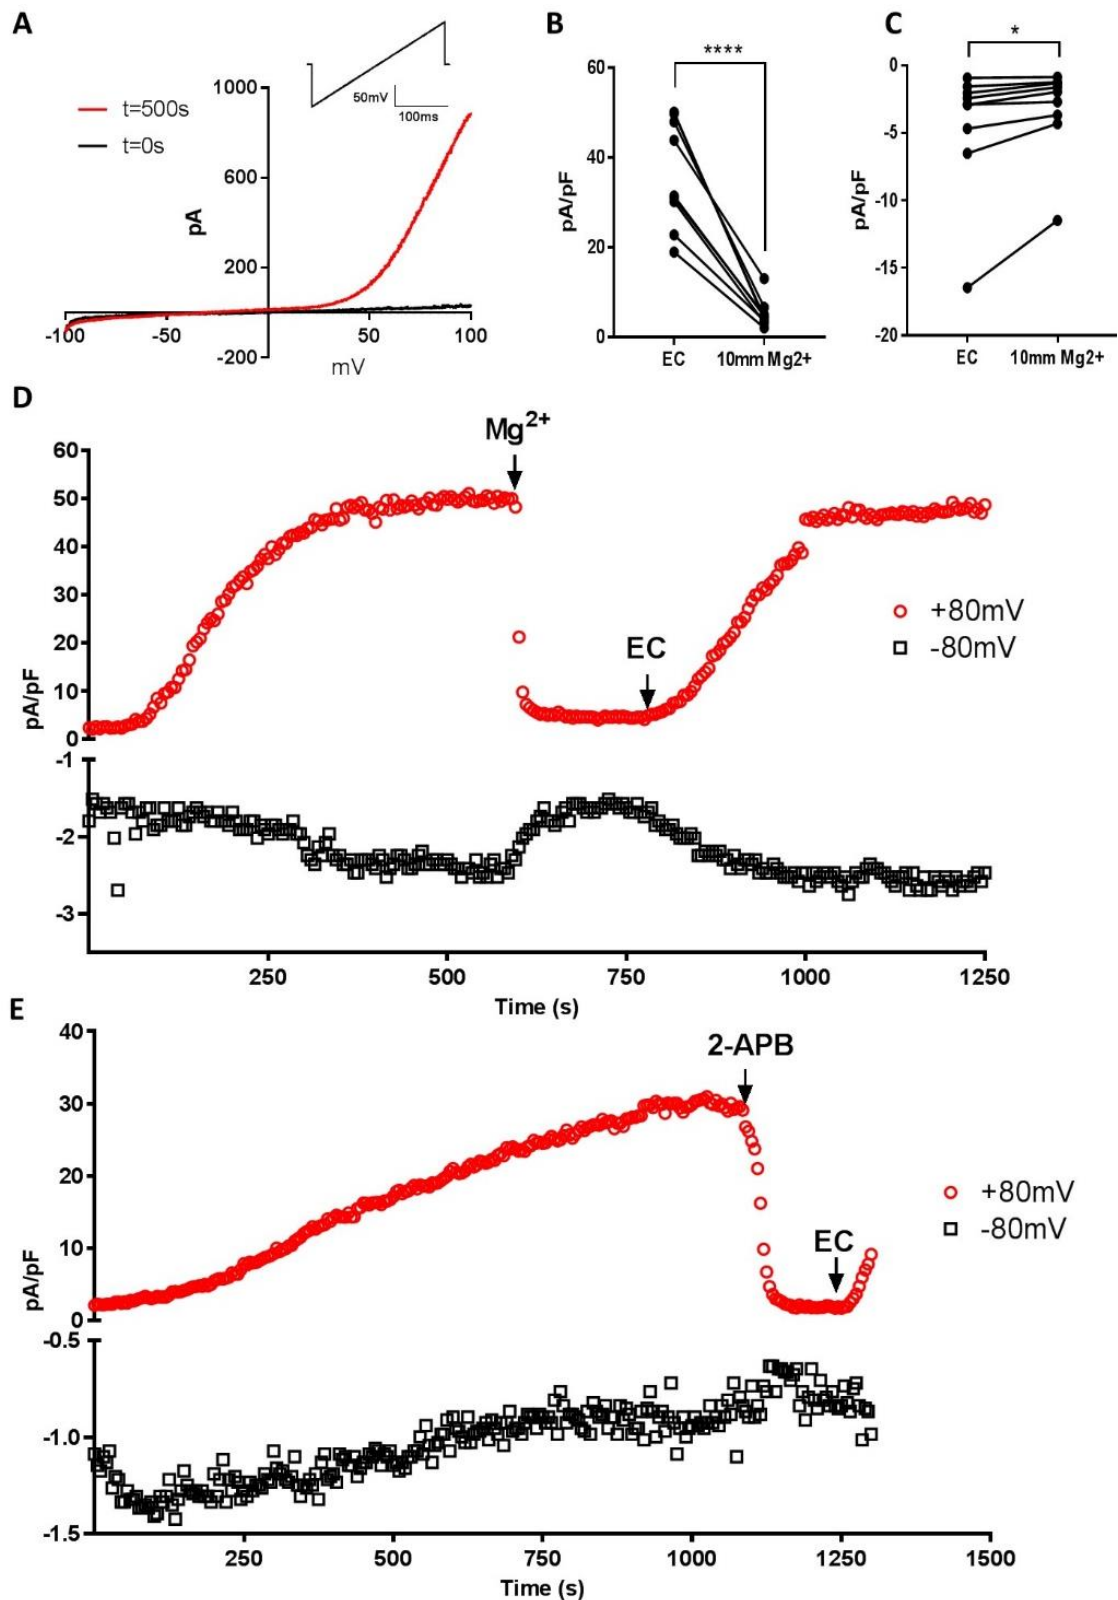 A
t=500s
t=0s
50mV
100ms
1000
600
200
-200
pA
-100
-50
50
100
mV
B
****
60
40
20
0
pA/pF
EC
10mm Mg2+
C
*
0
-5
-10
-15
-20
pA/pF
EC
10mm Mg2+
D
Mg2+
EC
60
50
40
30
20
10
0
pA/pF
-1
-2
-3
+80mV
-80mV
250
500
750
1000
1250
Time (s)
E
2-APB
EC
40
30
20
10
0
pA/pF
-0.5
-1.0
-1.5
+80mV
-80mV
250
500
750
1000
1250
1500
Time (s)